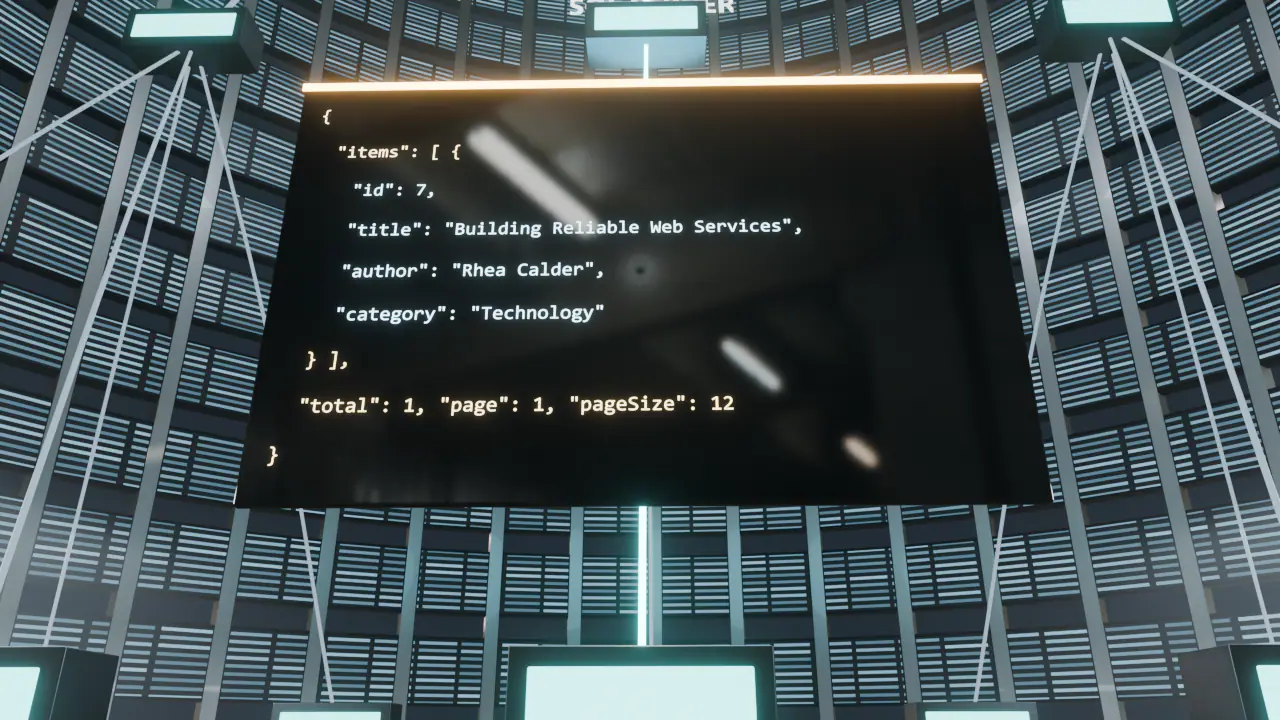 {
"items": [ {
"id": 7,
"title": "Building Reliable Web Services",
"author": "Rhea Calder",
"category": "Technology"
} ],
"total": 1, "page": 1, "pageSize": 12
}